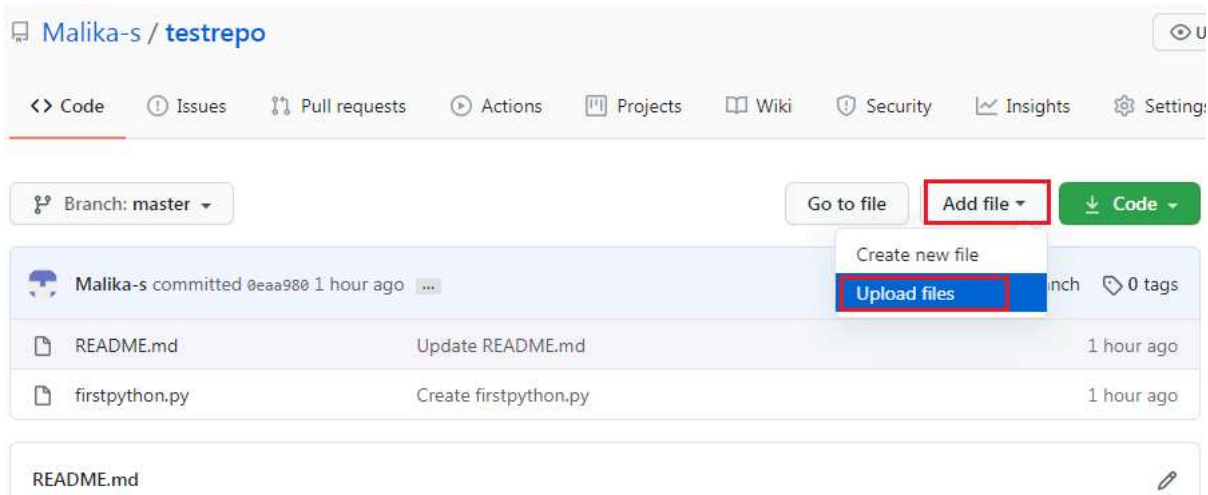 Malika-s / testrepo
U
Code Issues Pull requests Actions Projects Wiki Security Insights Settings
Branch: master Go to file Add file Code
Create new file
Malika-s committed 0eaa980 1 hour ago ... Upload files nch 0 tags
README.md Update README.md 1 hour ago
firstpython.py Create firstpython.py 1 hour ago
README.md